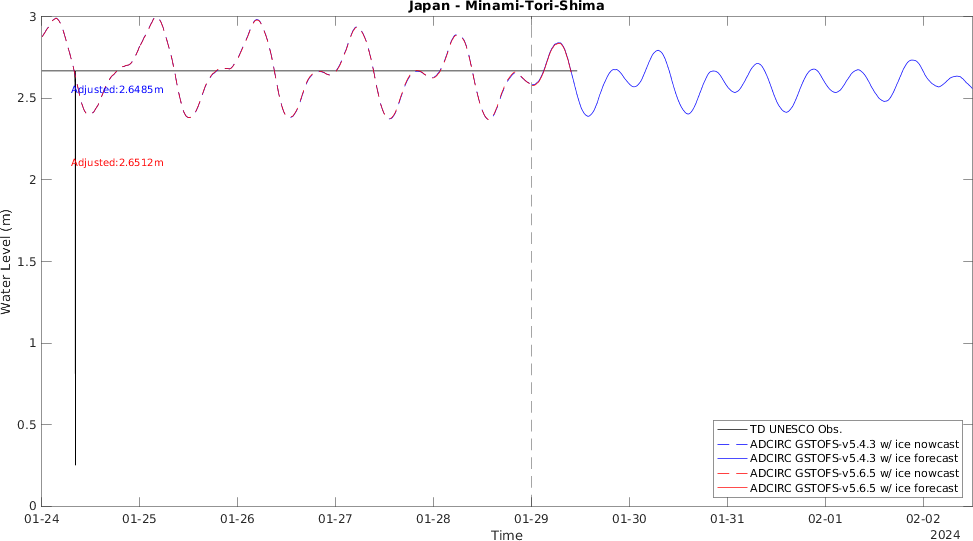 Japan - Minami-Tori-Shima
3
2.5
2
1.5
1
0.5
0
Water Level (m)
Adjusted:2.6485m
Adjusted:2.6512m
TD UNESCO Obs.
ADCIRC GSTOFS-v5.4.3 w/ ice nowcast
ADCIRC GSTOFS-v5.4.3 w/ ice forecast
ADCIRC GSTOFS-v5.6.5 w/ ice nowcast
ADCIRC GSTOFS-v5.6.5 w/ ice forecast
01-24 01-25 01-26 01-27 01-28 01-29 01-30 01-31 02-01 02-02
Time
2024